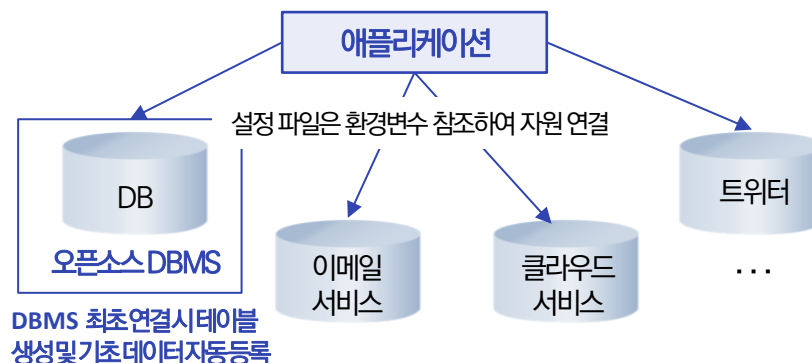 애플리케이션
설정 파일은 환경변수 참조하여 자원 연결
DB
오픈소스 DBMS
이메일
서비스
클라우드
서비스
트위터
...
DBMS 최초 연결 시 테이블
생성 및 기초 데이터 자동 등록